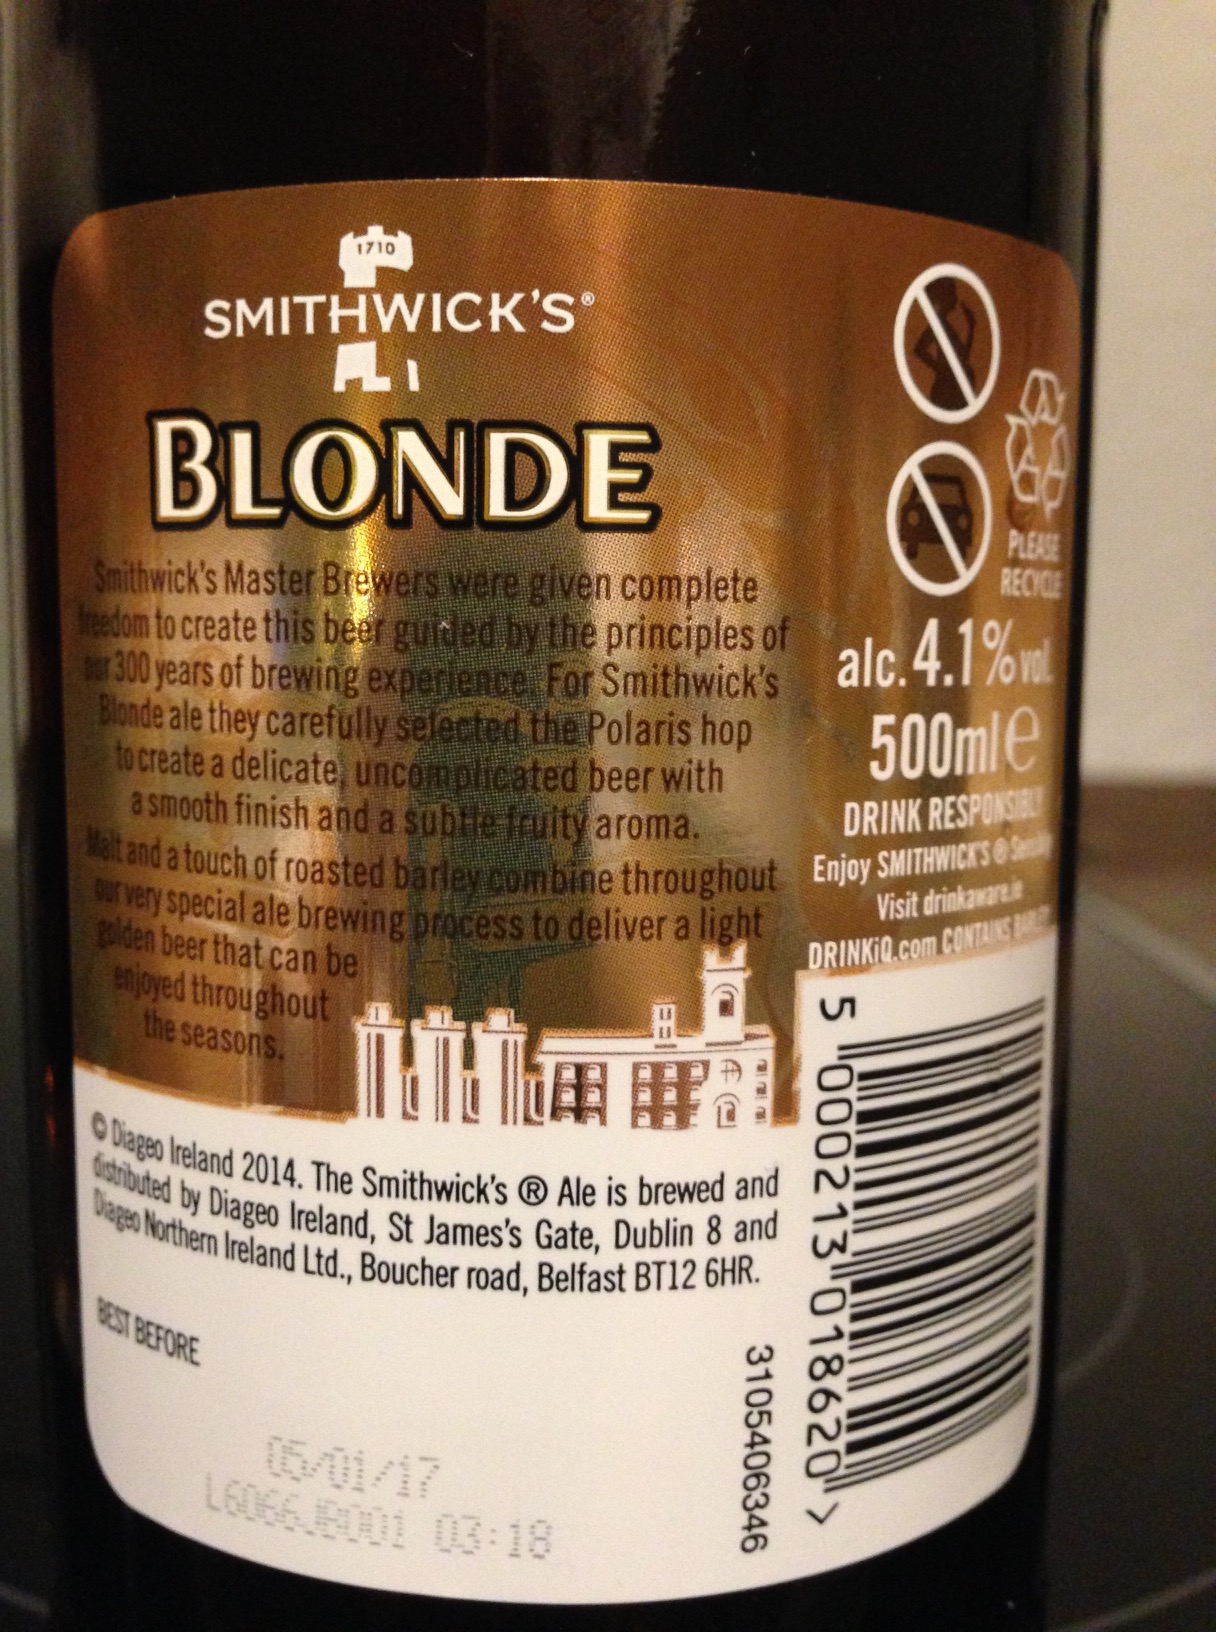 1710
SMITHWICK'S®
BLONDE
Smithwick's Master Brewers were given complete
freedom to create this beer guided by the principles of
our 300 years of brewing experience. For Smithwick's
Blonde ale they carefully selected the Polaris hop
to create a delicate, uncomplicated beer with
a smooth finish and a subtle fruity aroma.
Malt and a touch of roasted barley combine throughout
our very special ale brewing process to deliver a light
golden beer that can be
enjoyed throughout
the seasons.
PLEASE
RECYCLE
alc. 4.1% vol.
500ml e
DRINK RESPONSIBLY
Enjoy SMITHWICK'S ® Sensibly
Visit drinkaware.ie
DRINKiQ.com CONTAINS BARLEY
© Diageo Ireland 2014. The Smithwick's ® Ale is brewed and
distributed by Diageo Ireland, St James's Gate, Dublin 8 and
Diageo Northern Ireland Ltd., Boucher road, Belfast BT12 6HR.
BEST BEFORE
05/01/17
L6066JB001 03:18
3105406346
5 000213 018620 >